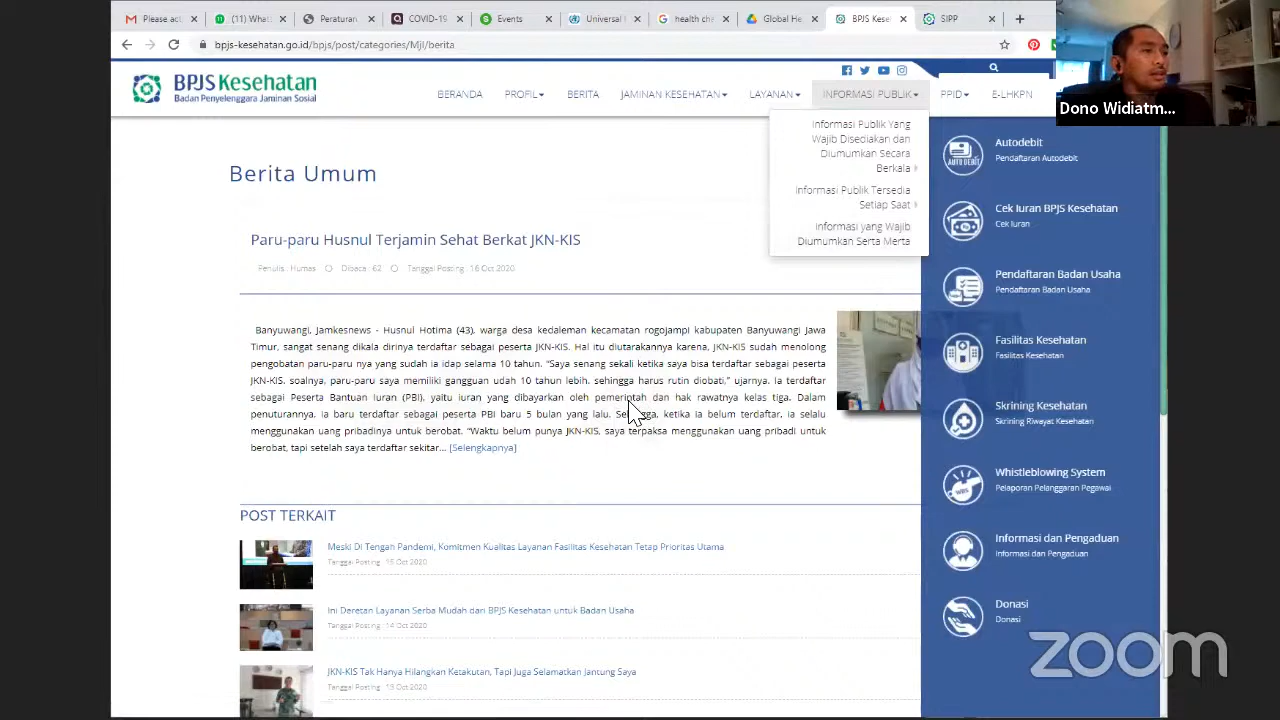 Please act
(11) Whats
Peraturan
COVID-19
Events
Universal
health cha
Global He
BPJS Kese
SIPP
bpjs-kesehatan.go.id/bpjs/post/categories/MjI/berita
BPJS Kesehatan
Badan Penyelenggara Jaminan Sosial
BERANDA
PROFIL
BERITA
JAMINAN KESEHATAN
LAYANAN
INFORMASI PUBLIK
PPID
E-LHKPN
Dono Widiatm...
Informasi Publik Yang
Wajib Disediakan dan
Diumumkan Secara
Berkala
Informasi Publik Tersedia
Setiap Saat
Informasi yang Wajib
Diumumkan Serta Merta
Berita Umum
Paru-paru Husnul Terjamin Sehat Berkat JKN-KIS
Penulis : Humas Dibaca : 62 Tanggal Posting : 16 Oct 2020
Banyuwangi, Jamkesnews - Husnul Hotima (43), warga desa kedaleman kecamatan rogojampi kabupaten Banyuwangi Jawa
Timur, sangat senang dikala dirinya terdaftar sebagai peserta JKN-KIS. Hal itu diutarakannya karena, JKN-KIS sudah menolong
pengobatan paru-paru nya yang sudah ia idap selama 10 tahun. "Saya senang sekali ketika saya bisa terdaftar sebagai peserta
JKN-KIS, soalnya, paru-paru saya memiliki gangguan udah 10 tahun lebih, sehingga harus rutin diobati," ujarnya. Ia terdaftar
sebagai Peserta Bantuan Iuran (PBI), yaitu iuran yang dibayarkan oleh pemerintah dan hak rawatnya kelas tiga. Dalam
penuturannya, itu terdaftar sebagai peserta PBI baru 5 bulan yang lalu. Sehingga, ketika ia belum terdaftar, ia selalu
menggunakan uang pribadinya untuk berobat. "Waktu belum punya JKN-KIS, saya terpaksa menggunakan uang pribadi untuk
berobat, tapi setelah saya terdaftar sekitar... [Selengkapnya]
POST TERKAIT
Meski Di Tengah Pandemi, Komitmen Kualitas Layanan Fasilitas Kesehatan Tetap Prioritas Utama
Tanggal Posting : 15 Oct 2020
Ini Deretan Layanan Serba Mudah dari BPJS Kesehatan untuk Badan Usaha
Tanggal Posting : 14 Oct 2020
JKN-KIS Tak Hanya Hilangkan Ketakutan, Tapi Juga Selamatkan Jantung Saya
Tanggal Posting : 13 Oct 2020
AUTO DEBIT
Autodebit
Pendaftaran Autodebit
Cek Iuran BPJS Kesehatan
Cek Iuran
Pendaftaran Badan Usaha
Pendaftaran Badan Usaha
Fasilitas Kesehatan
Fasilitas Kesehatan
Skrining Kesehatan
Skrining Riwayat Kesehatan
WBS
Whistleblowing System
Pelaporan Pelanggaran Pegawai
Informasi dan Pengaduan
Informasi dan Pengaduan
Donasi
Donasi
zoom